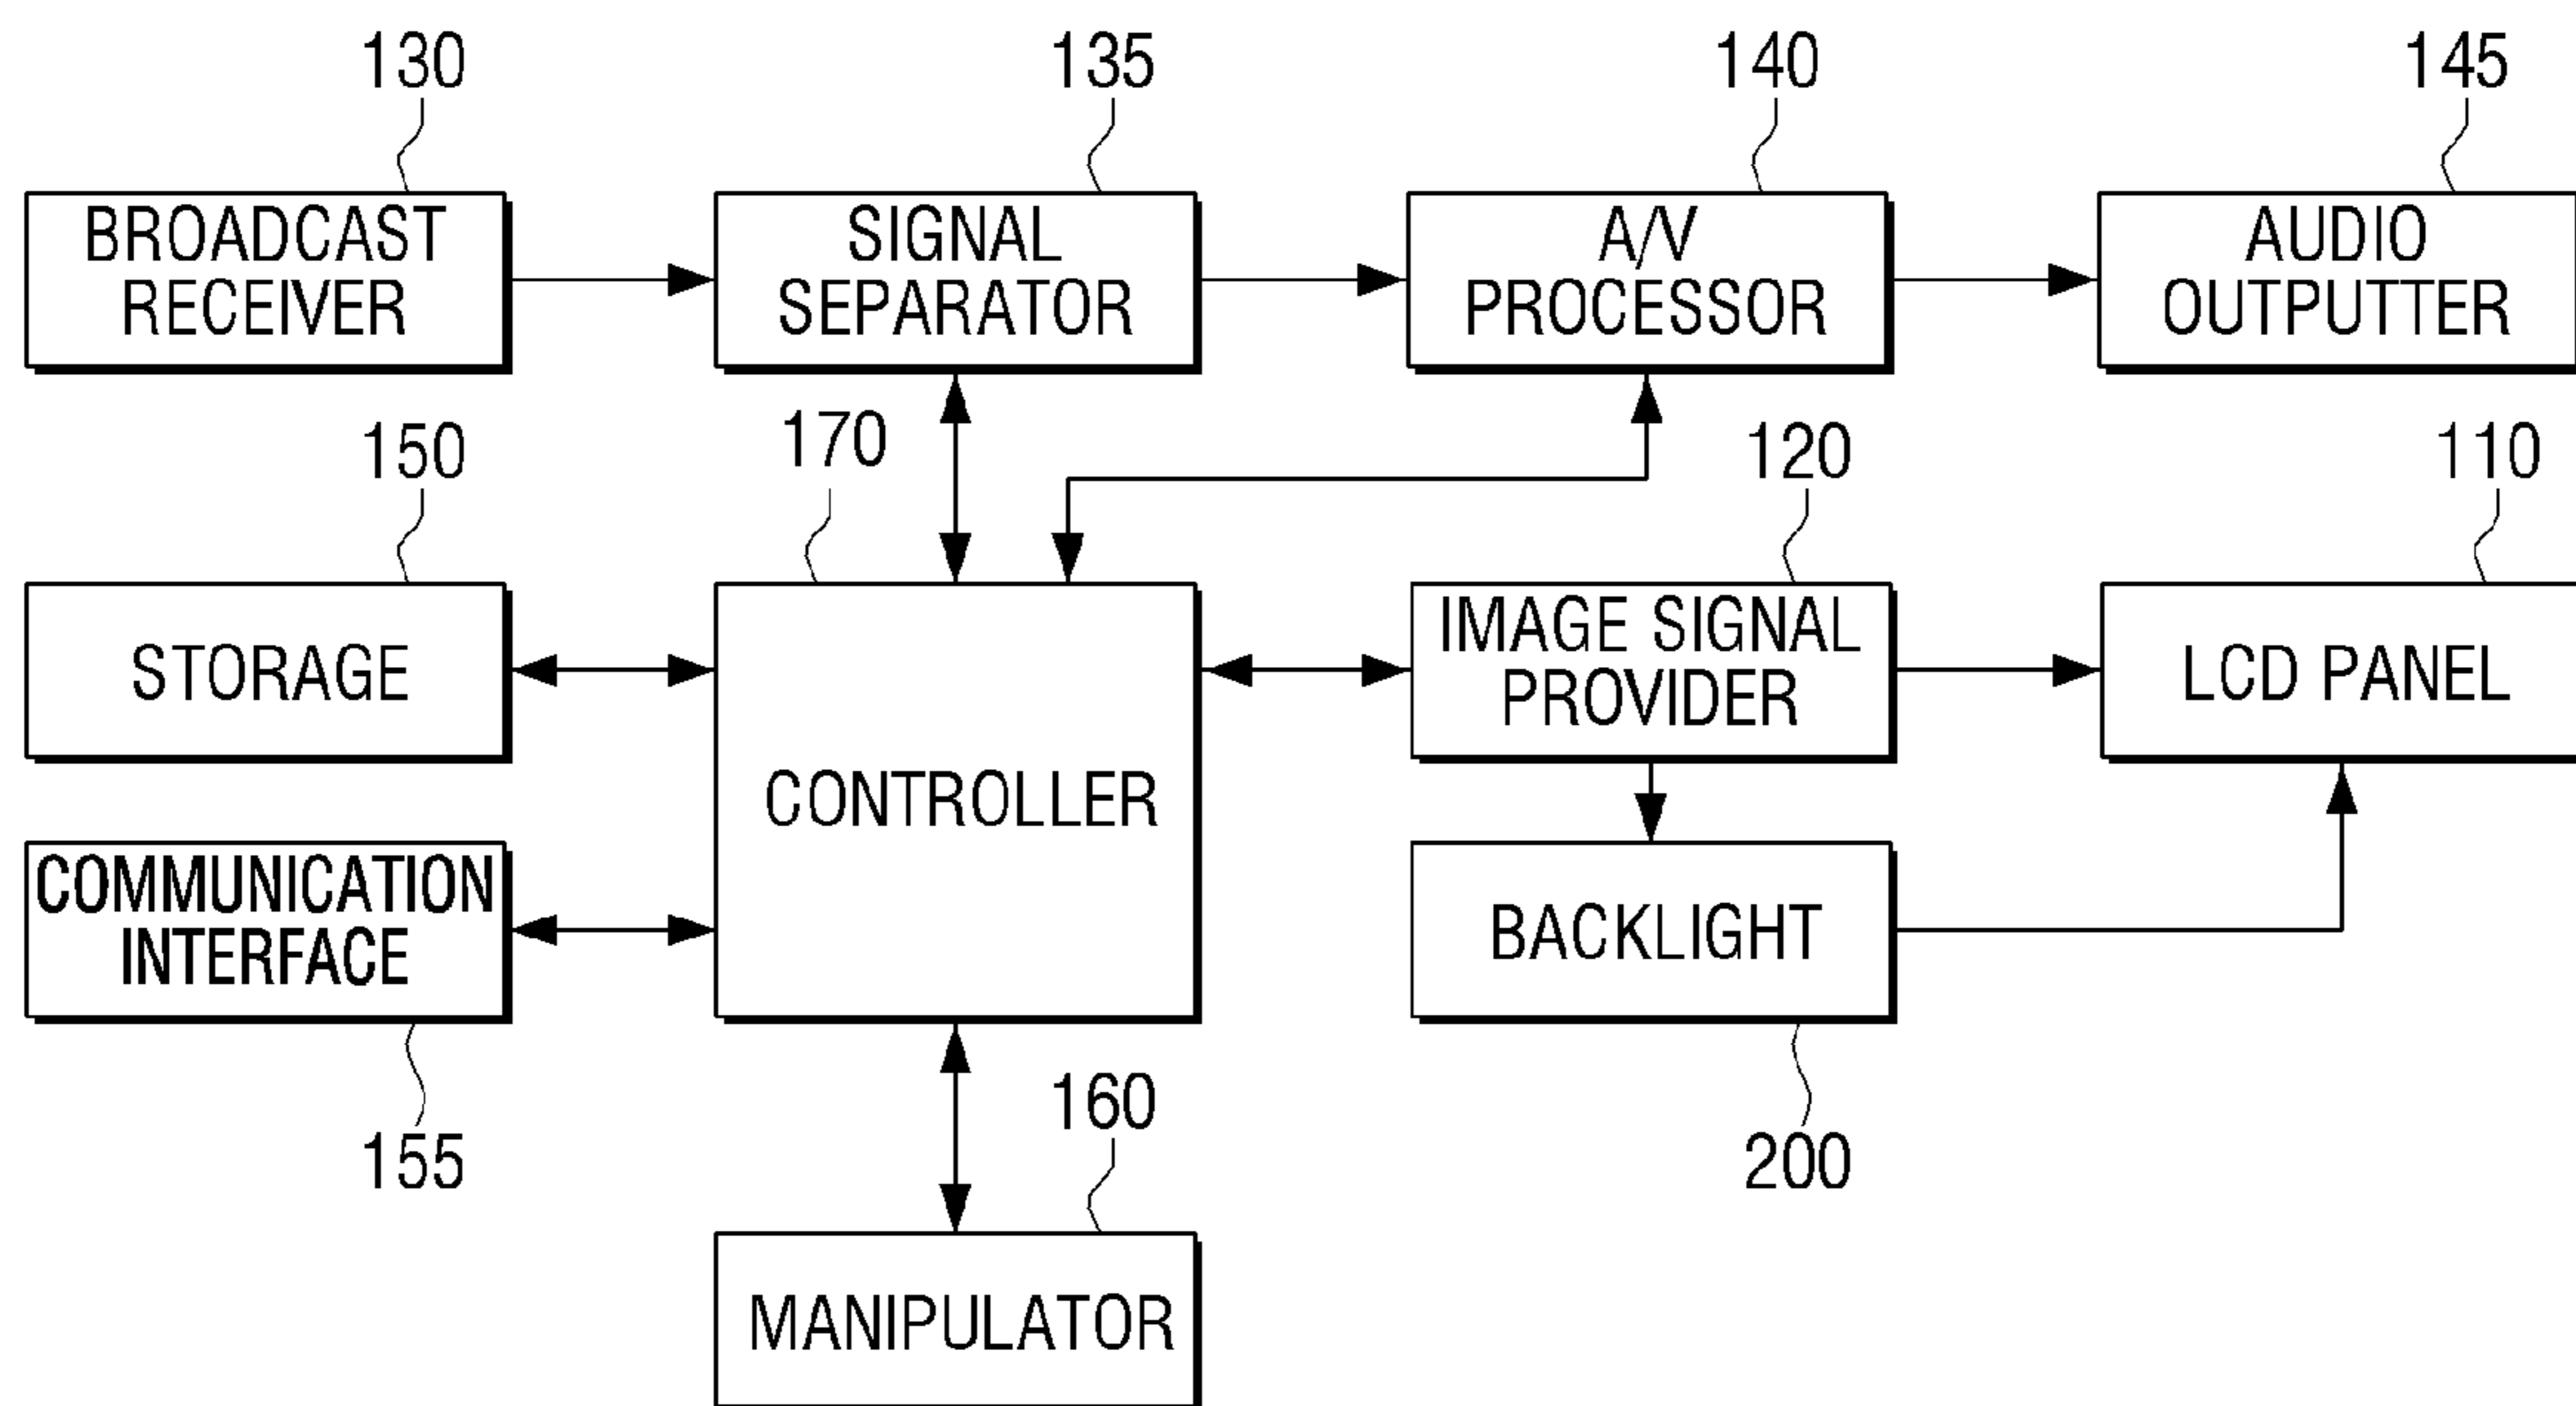 130
135
140
145
BROADCAST
RECEIVER
SIGNAL
SEPARATOR
A/V
PROCESSOR
AUDIO
OUTPUTTER
150
170
120
110
STORAGE
CONTROLLER
IMAGE SIGNAL
PROVIDER
LCD PANEL
COMMUNICATION
INTERFACE
BACKLIGHT
155
160
200
MANIPULATOR